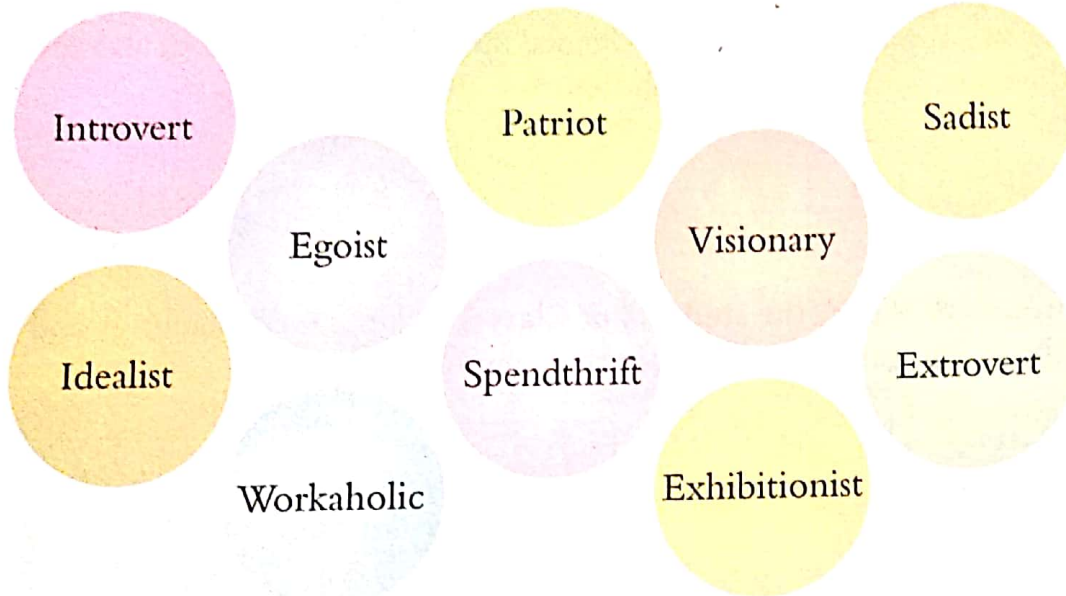 Introvert
Patriot
Sadist
Egoist
Visionary
Idealist
Spendthrift
Extrovert
Workaholic
Exhibitionist